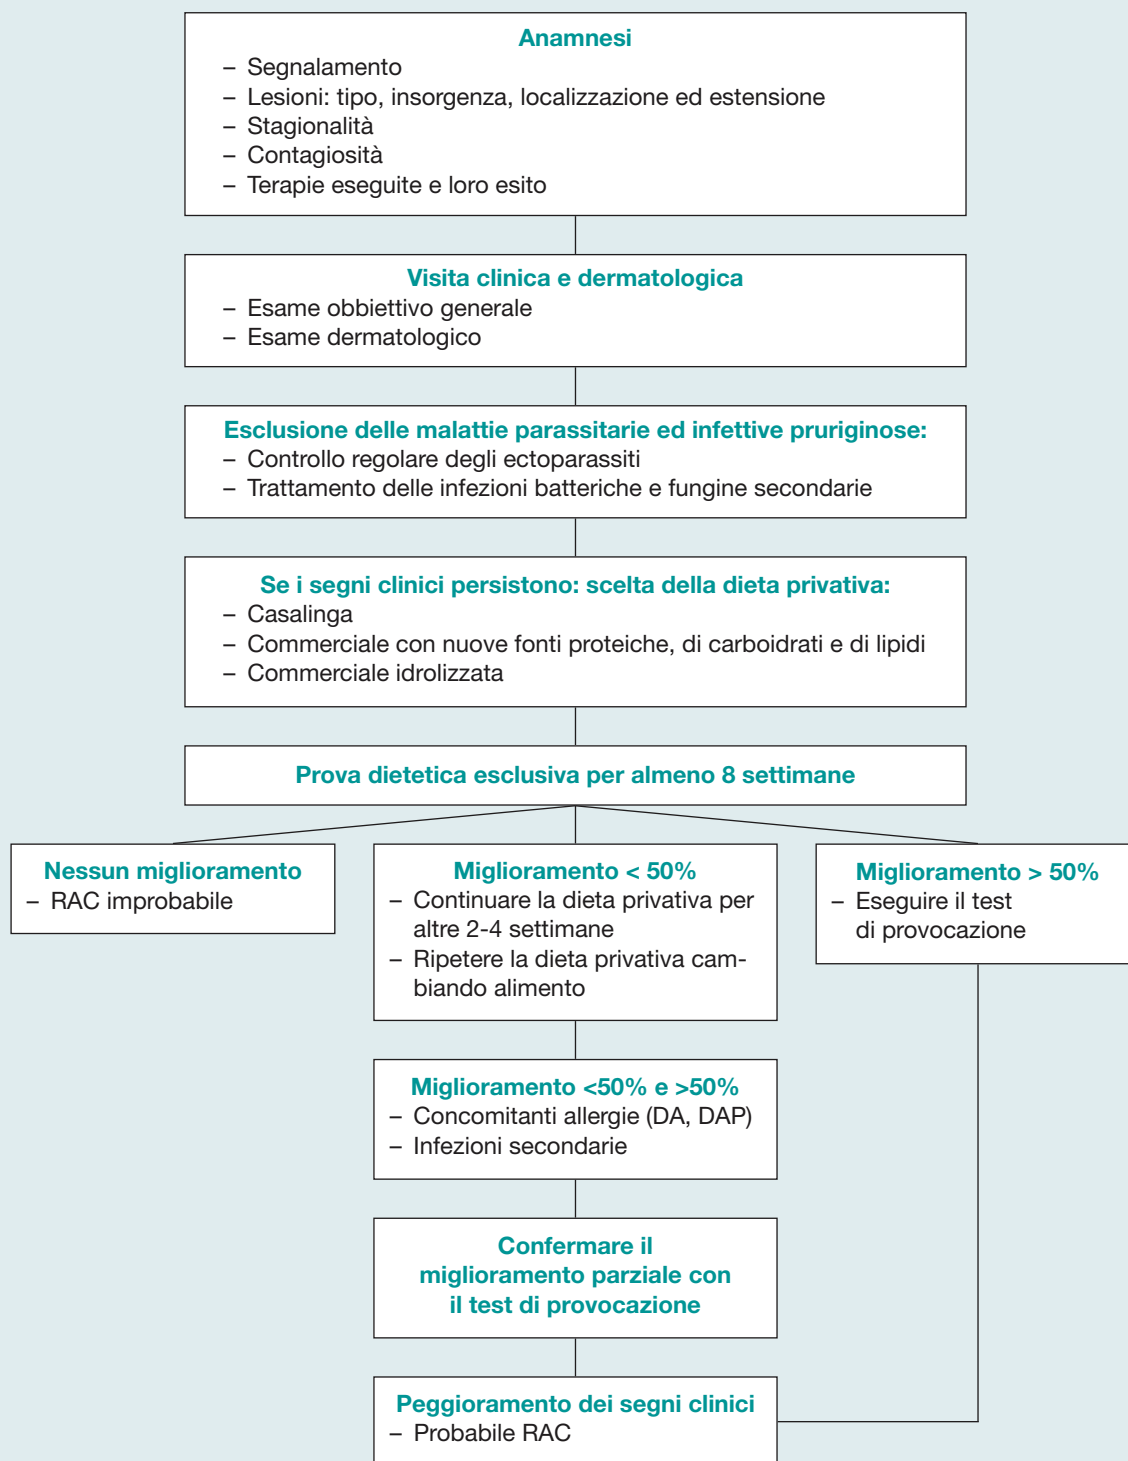 Anamnesi
– Segnalamento
– Lesioni: tipo, insorgenza, localizzazione ed estensione
– Stagionalità
– Contagiosità
– Terapie eseguite e loro esito
Visita clinica e dermatologica
– Esame obbiettivo generale
– Esame dermatologico
Esclusione delle malattie parassitarie ed infettive pruriginose:
– Controllo regolare degli ectoparassiti
– Trattamento delle infezioni batteriche e fungine secondarie
Se i segni clinici persistono: scelta della dieta privativa:
– Casalinga
– Commerciale con nuove fonti proteiche, di carboidrati e di lipidi
– Commerciale idrolizzata
Prova dietetica esclusiva per almeno 8 settimane
Nessun miglioramento
– RAC improbabile
Miglioramento < 50%
– Continuare la dieta privativa per
altre 2-4 settimane
– Ripetere la dieta privativa cam-
biando alimento
Miglioramento > 50%
– Eseguire il test
di provocazione
Miglioramento <50% e >50%
– Concomitanti allergie (DA, DAP)
– Infezioni secondarie
Confermare il
miglioramento parziale con
il test di provocazione
Peggioramento dei segni clinici
– Probabile RAC